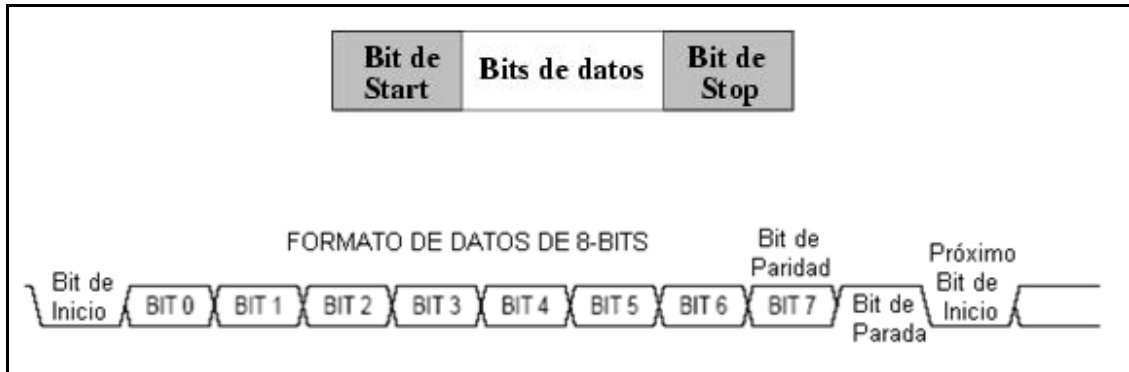 Bit de Start
Bits de datos
Bit de Stop
FORMATO DE DATOS DE 8-BITS
Bit de
Paridad
Próximo
Bit de
Inicio
Bit de
Inicio
BIT 0
BIT 1
BIT 2
BIT 3
BIT 4
BIT 5
BIT 6
BIT 7
Bit de
Parada